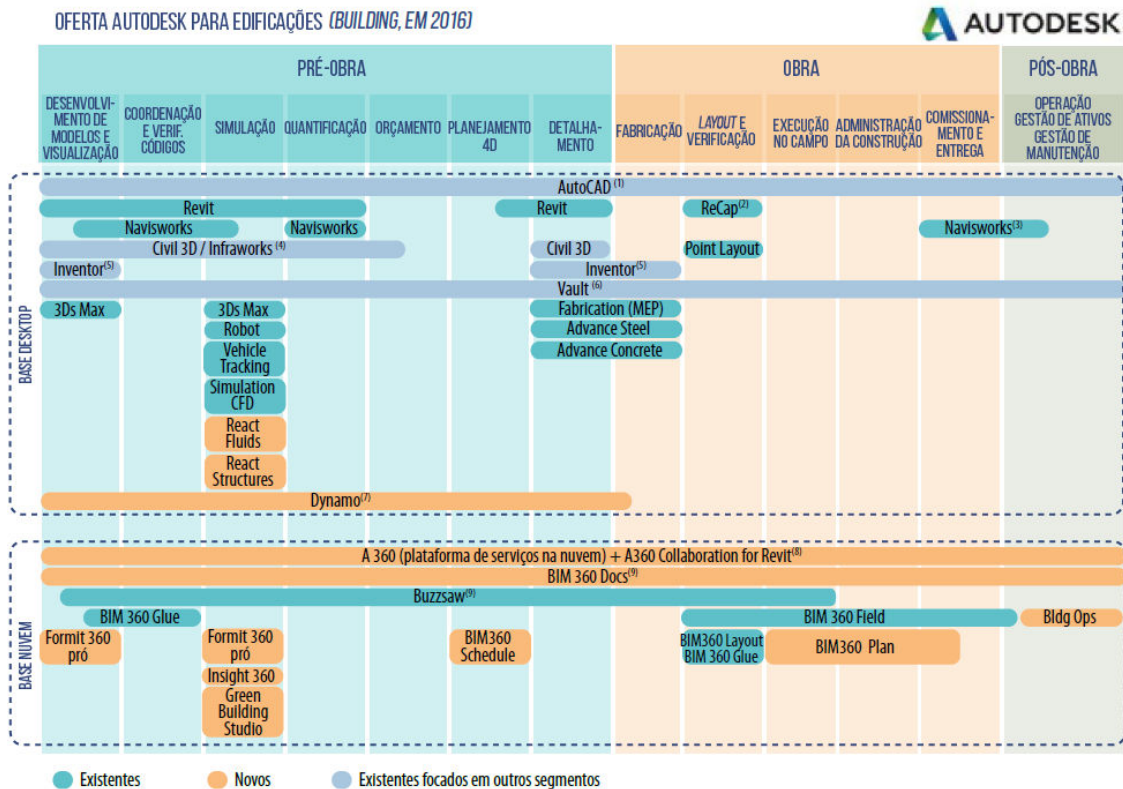 OFERTA AUTODESK PARA EDIFICAÇÕES (BUILDING, EM 2016)
AUTODESK
PRÉ-OBRA
OBRA
PÓS-OBRA
DESENVOLVI-
MENTO DE
MODELOS E
VISUALIZAÇÃO
COORDENAÇÃO
E VERIF.
CÓDIGOS
SIMULAÇÃO
QUANTIFICAÇÃO
ORÇAMENTO
PLANEJAMENTO
4D
DETALHA-
MENTO
FABRICAÇÃO
LAYOUT E
VERIFICAÇÃO
EXECUÇÃO
NO CAMPO
ADMINISTRAÇÃO
DA CONSTRUÇÃO
COMISSIONA-
MENTO E
ENTREGA
OPERAÇÃO
GESTÃO DE ATIVOS
GESTÃO DE
MANUTENÇÃO
BASE DESKTOP
AutoCAD (1)
Revit
Revit
ReCap(2)
Navisworks
Navisworks
Navisworks(3)
Civil 3D / Infraworks (4)
Civil 3D
Point Layout
Inventor(5)
Inventor(5)
Vault (6)
3Ds Max
3Ds Max
Fabrication (MEP)
Robot
Advance Steel
Vehicle
Tracking
Advance Concrete
Simulation
CFD
React
Fluids
React
Structures
Dynamo(7)
BASE NUVEM
A 360 (plataforma de serviços na nuvem) + A360 Collaboration for Revit(8)
BIM 360 Docs(9)
Buzzsaw(9)
BIM 360 Glue
BIM 360 Field
Bldg Ops
Formit 360
pró
Formit 360
pró
BIM360
Schedule
BIM360 Layout
BIM 360 Glue
BIM360 Plan
Insight 360
Green
Building
Studio
Existentes
Novos
Existentes focados em outros segmentos